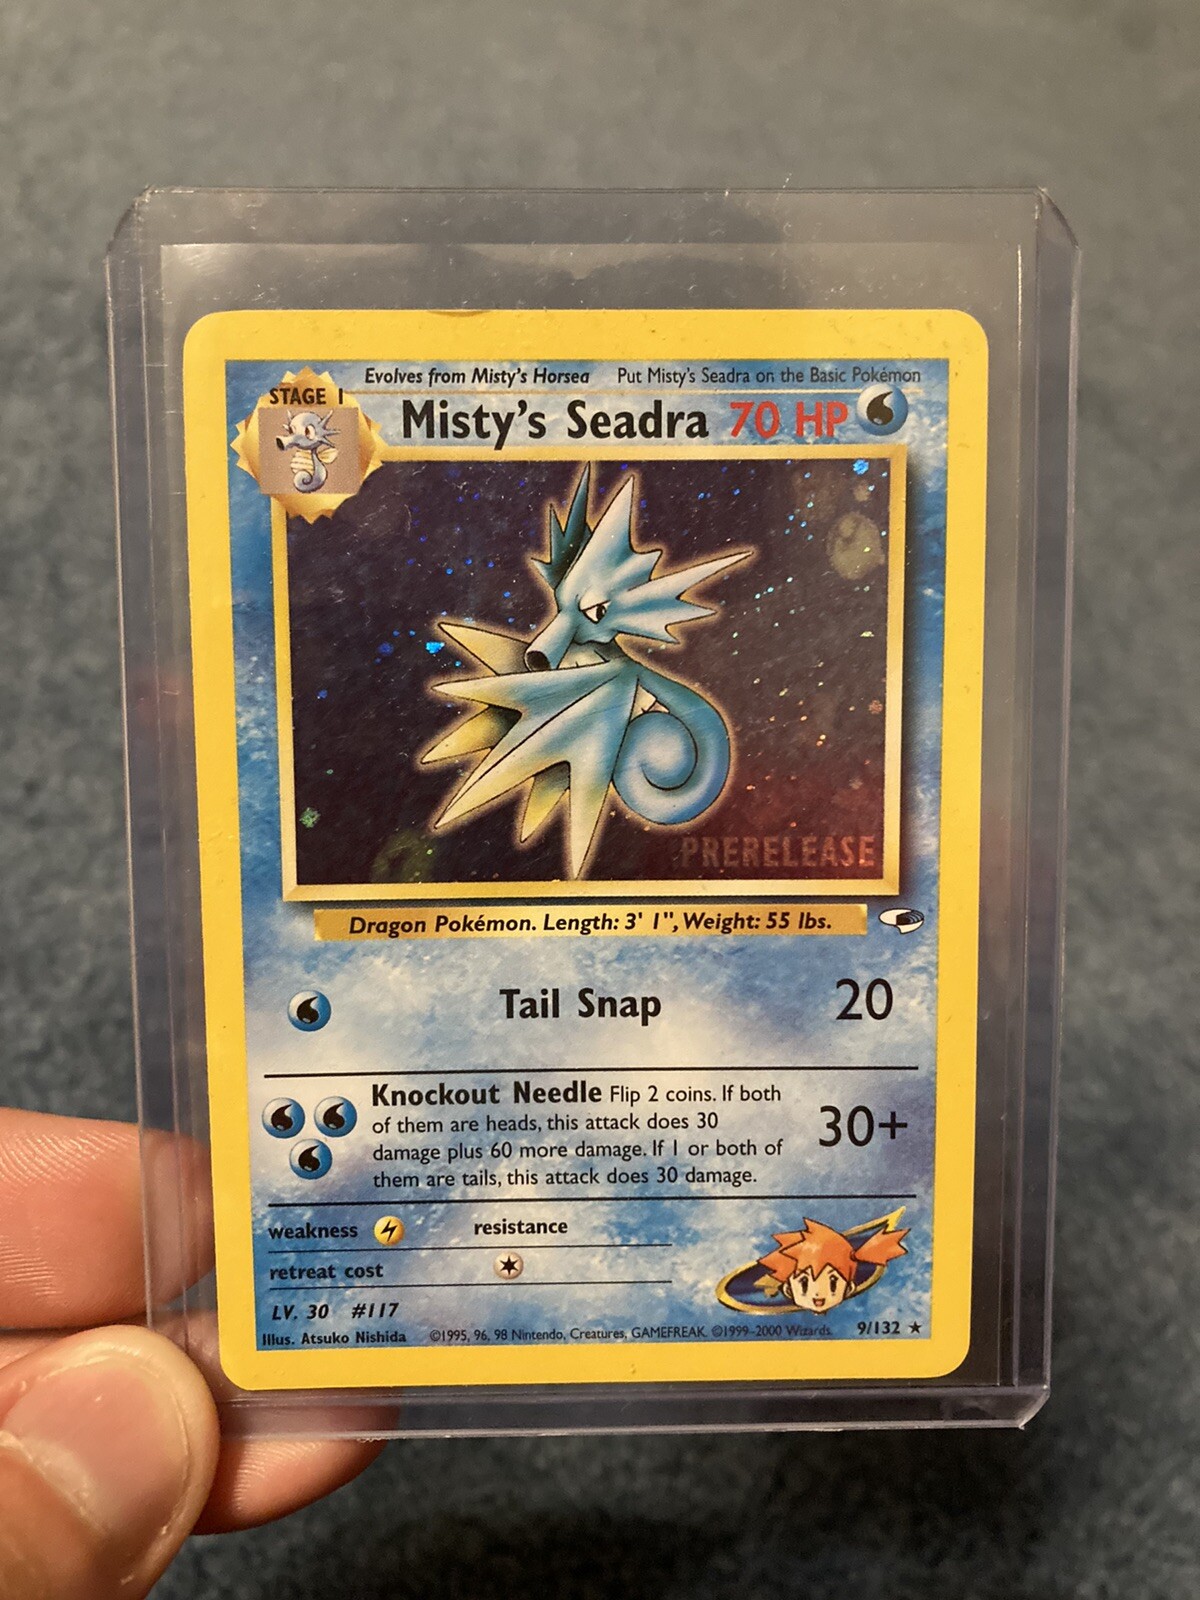 Evolves from Misty's Horsea Put Misty's Seadra on the Basic Pokémon
STAGE 1
Misty's Seadra 70 HP
PRERELEASE
Dragon Pokémon. Length: 3' 1", Weight: 55 lbs.
Tail Snap 20
Knockout Needle Flip 2 coins. If both
of them are heads, this attack does 30
damage plus 60 more damage. If 1 or both of
them are tails, this attack does 30 damage.
30+
weakness resistance
retreat cost
LV. 30 #117
Illus. Atsuko Nishida ©1995, 96, 98 Nintendo, Creatures, GAMEFREAK. ©1999-2000 Wizards. 9/132 ★